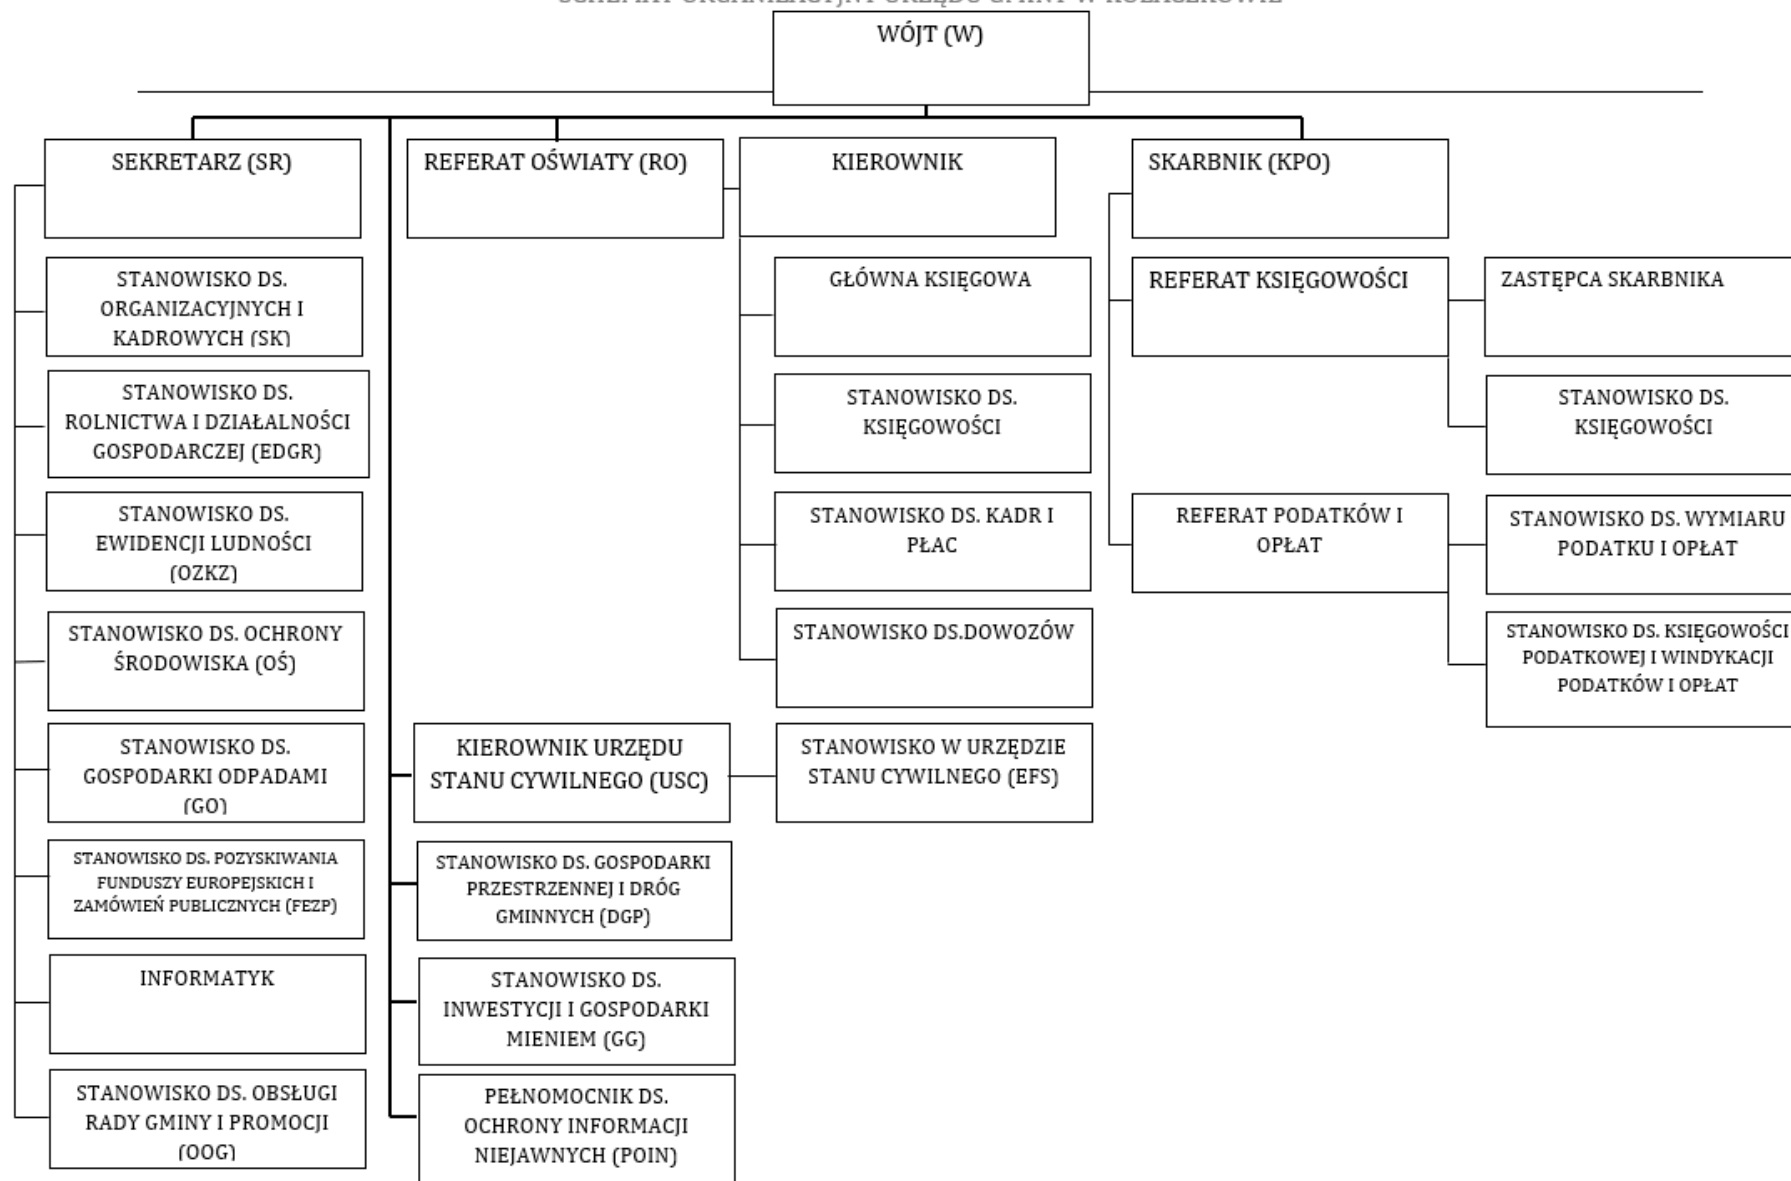 WÓJT (W)
SEKRETARZ (SR)
REFERAT OŚWIATY (RO)
KIEROWNIK
SKARBNIK (KPO)
STANOWISKO DS.
ORGANIZACYJNYCH I
KADROWYCH (SK)
GŁÓWNA KSIĘGOWA
REFERAT KSIĘGOWOŚCI
ZASTĘPCA SKARBNIKA
STANOWISKO DS.
ROLNICTWA I DZIAŁALNOŚCI
GOSPODARCZEJ (EDGR)
STANOWISKO DS.
KSIĘGOWOŚCI
STANOWISKO DS.
KSIĘGOWOŚCI
STANOWISKO DS.
EWIDENCJI LUDNOŚCI
(OZKZ)
STANOWISKO DS. KADR I
PŁAC
REFERAT PODATKÓW I
OPŁAT
STANOWISKO DS. WYMIARU
PODATKU I OPŁAT
STANOWISKO DS. OCHRONY
ŚRODOWISKA (OŚ)
STANOWISKO DS.DOWOZÓW
STANOWISKO DS. KSIĘGOWOŚCI
PODATKOWEJ I WINDYKACJI
PODATKÓW I OPŁAT
STANOWISKO DS.
GOSPODARKI ODPADAMI
(GO)
KIEROWNIK URZĘDU
STANU CYWILNEGO (USC)
STANOWISKO W URZĘDZIE
STANU CYWILNEGO (EFS)
STANOWISKO DS. POZYSKIWANIA
FUNDUSZY EUROPEJSKICH I
ZAMÓWIEŃ PUBLICZNYCH (FEZP)
STANOWISKO DS. GOSPODARKI
PRZESTRZENNEJ I DRÓG
GMINNYCH (DGP)
INFORMATYK
STANOWISKO DS.
INWESTYCJI I GOSPODARKI
MIENIEM (GG)
STANOWISKO DS. OBSŁUGI
RADY GMINY I PROMOCJI
(OOG)
PEŁNOMOCNIK DS.
OCHRONY INFORMACJI
NIEJAWNYCH (POIN)